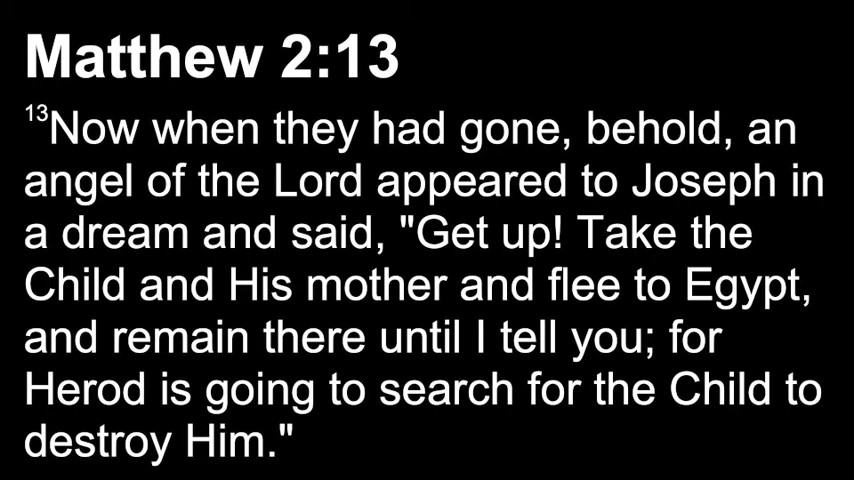 Matthew 2:13
13Now when they had gone, behold, an
angel of the Lord appeared to Joseph in
a dream and said, "Get up! Take the
Child and His mother and flee to Egypt,
and remain there until I tell you; for
Herod is going to search for the Child to
destroy Him."